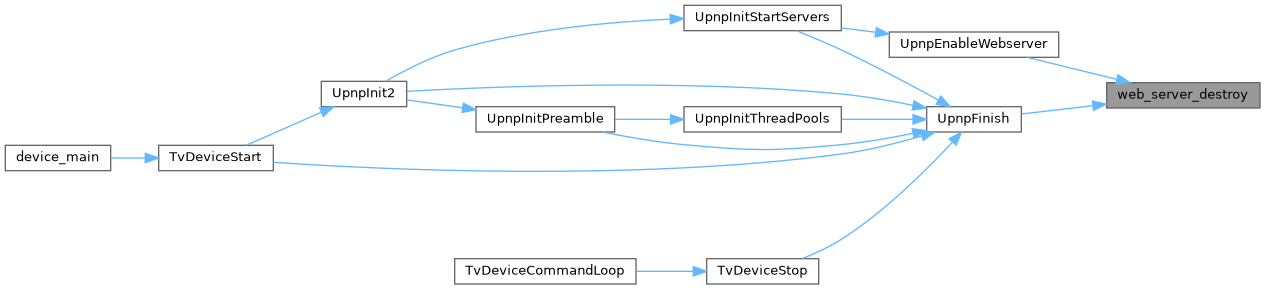 UpnpInitStartServers
UpnpEnableWebserver
UpnpInit2
web_server_destroy
UpnpInitPreamble
UpnpInitThreadPools
UpnpFinish
device_main
TvDeviceStart
TvDeviceCommandLoop
TvDeviceStop